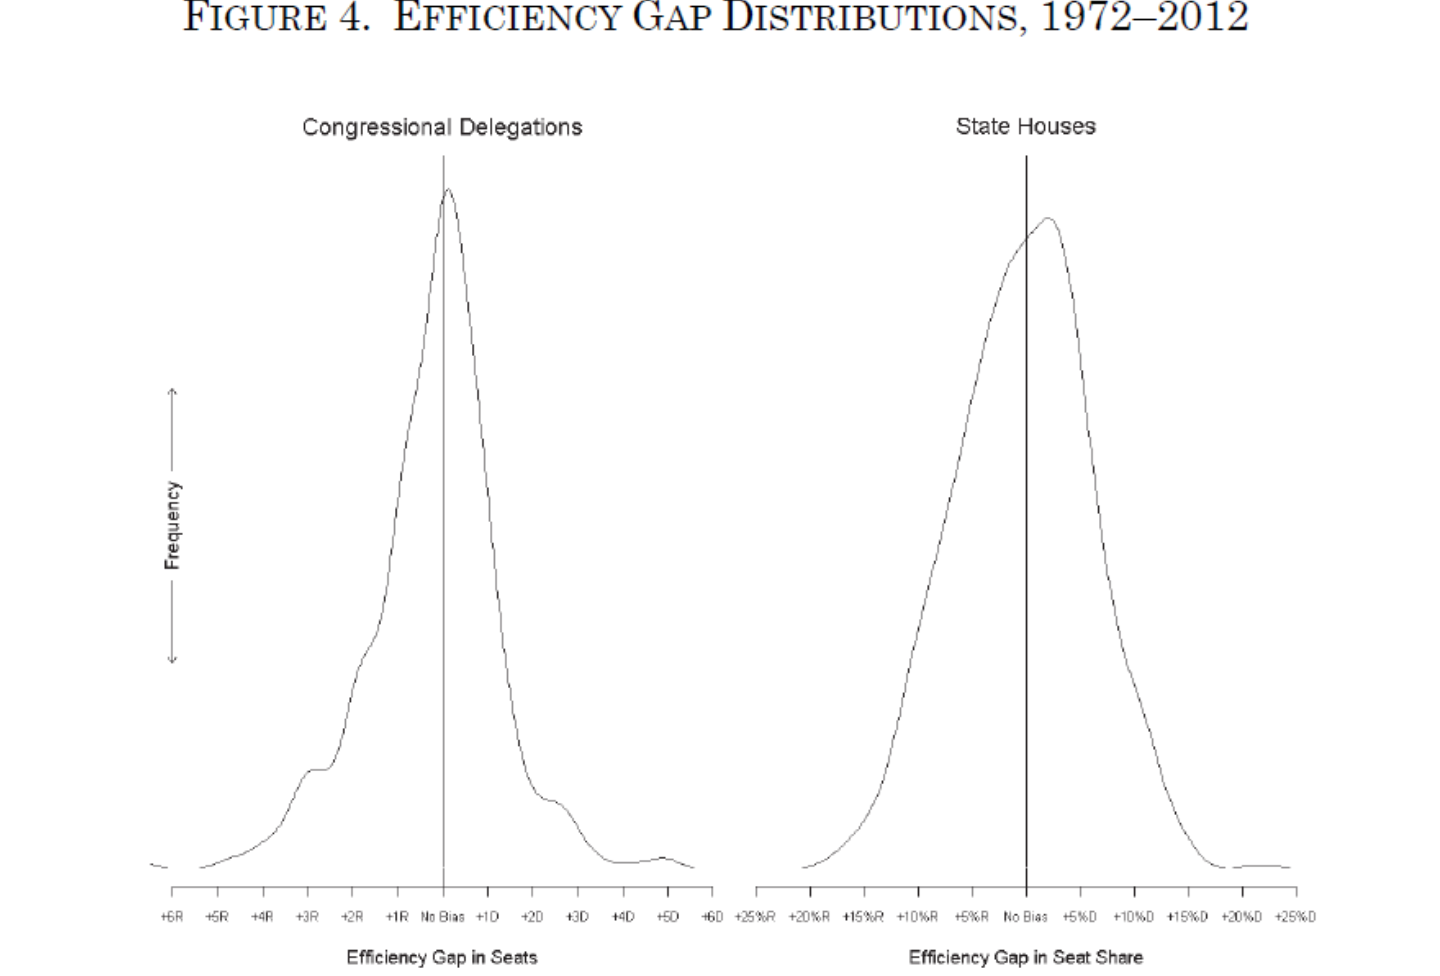 FIGURE 4. EFFICIENCY GAP DISTRIBUTIONS, 1972–2012
Congressional Delegations
State Houses
Frequency
+6R +5R +4R +3R +2R +1R No Bias +1D +2D +3D +4D +5D +6D
+25%R +20%R +15%R +10%R +5%R No Bias +5%D +10%D +15%D +20%D +25%D
Efficiency Gap in Seats
Efficiency Gap in Seat Share